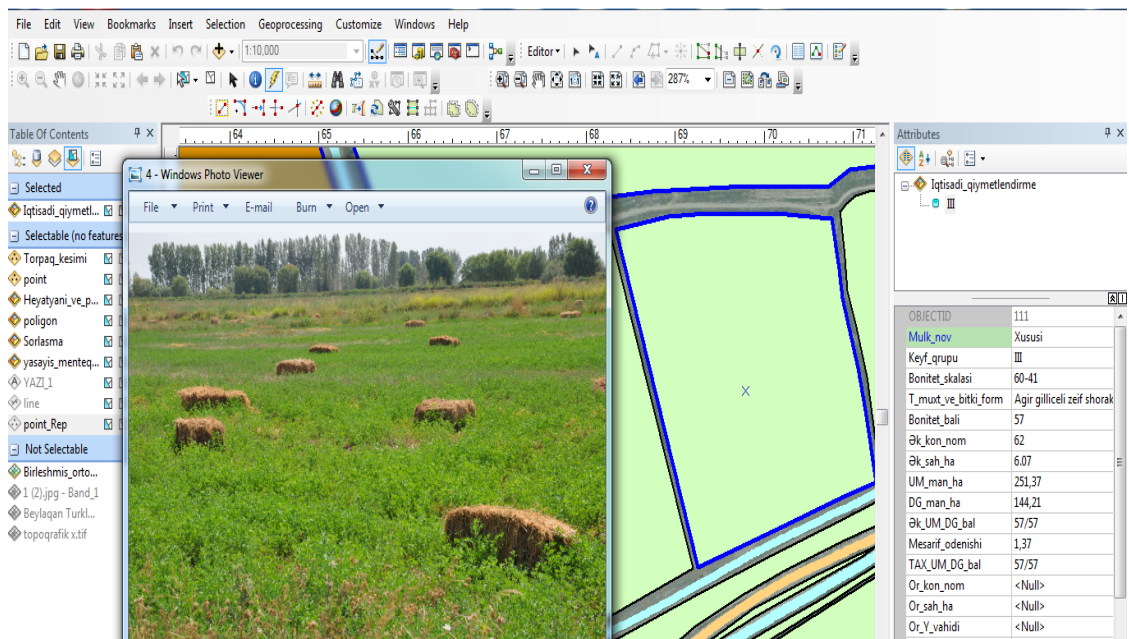 File Edit View Bookmarks Insert Selection Geoprocessing Customize Windows Help
1:10,000
Editor
287%
Table Of Contents
Selected
Iqtisadi_qiymetl...
Selectable (no features
Torpaq_kesimi
point
Heyatyani_ve_p...
poligon
Sorlasma
yasayis_menteq...
YAZI_1
line
point_Rep
Not Selectable
Birleshmis_orto...
1 (2).jpg - Band_1
Beylaqan Turkl...
topoqrafik x.tif
64 65 66 67 68 69 70 71
4 - Windows Photo Viewer
File Print E-mail Burn Open
Attributes
Iqtisadi_qiymetlendirme
III
OBJECTID 111
Mulk_nov Xususi
Keyf_qrupu III
Bonitet_skalasi 60-41
T_muxt_ve_bitki_form Agir gilliceli zeif shorak
Bonitet_bali 57
Ək_kon_nom 62
Ək_sah_ha 6.07
UM_man_ha 251,37
DG_man_ha 144,21
Ək_UM_DG_bal 57/57
Mesarif_odenishi 1,37
TAX_UM_DG_bal 57/57
Or_kon_nom <Null>
Or_sah_ha <Null>
Or_Y_vahidi <Null>